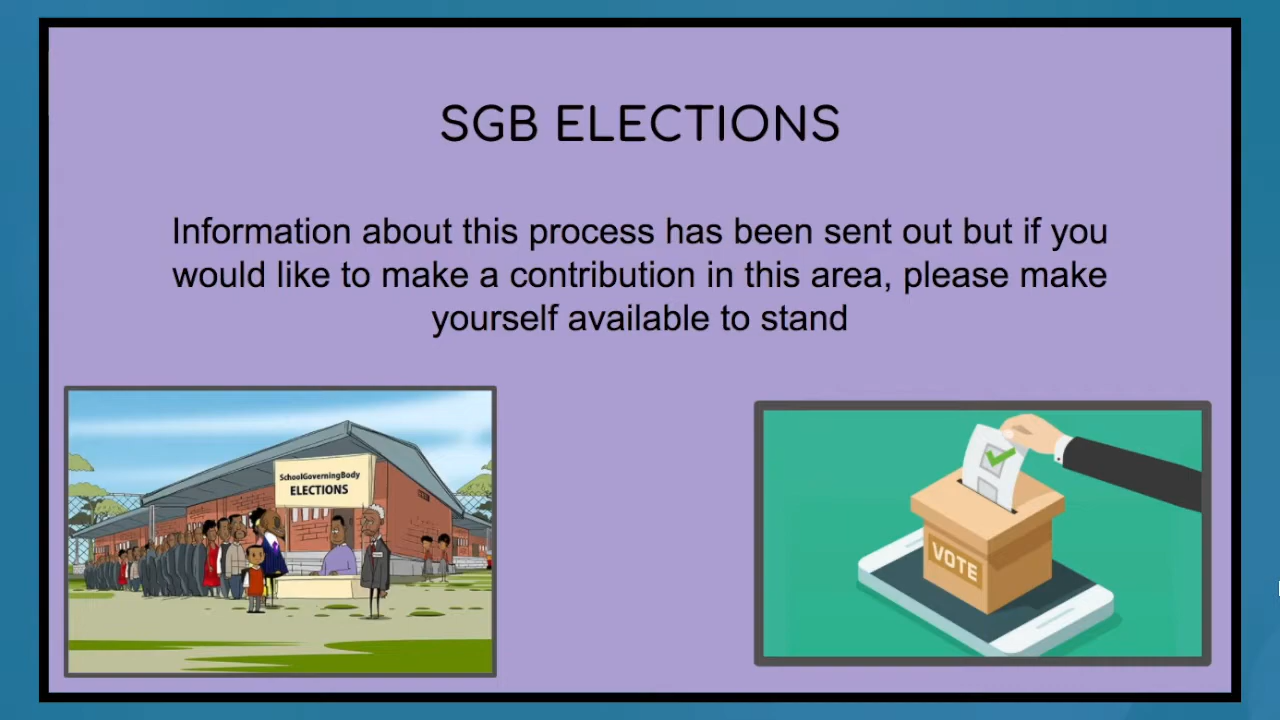 SGB ELECTIONS
Information about this process has been sent out but if you
would like to make a contribution in this area, please make
yourself available to stand
SchoolGoverningBody
ELECTIONS
VOTE